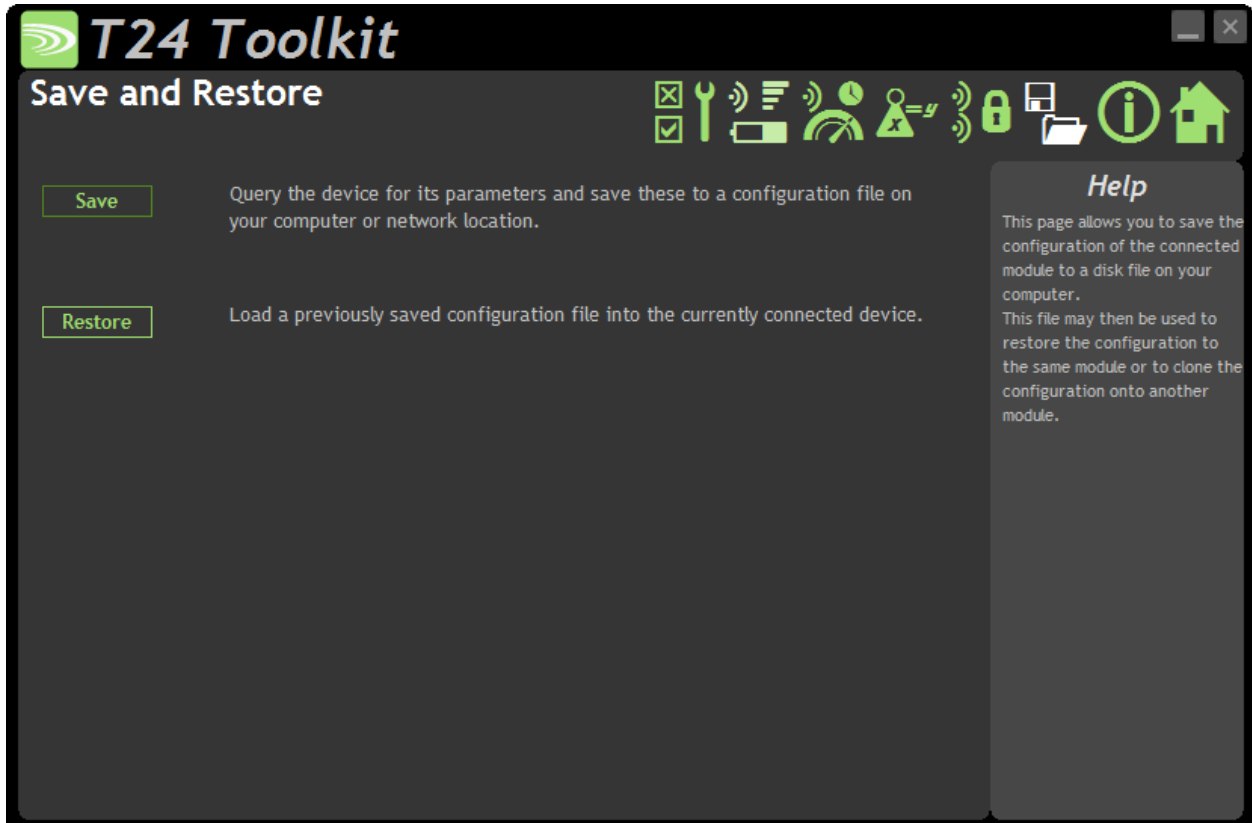 T24 Toolkit
Save and Restore
x=y
Save
Query the device for its parameters and save these to a configuration file on
your computer or network location.
Restore
Load a previously saved configuration file into the currently connected device.
Help
This page allows you to save the
configuration of the connected
module to a disk file on your
computer.
This file may then be used to
restore the configuration to
the same module or to clone the
configuration onto another
module.